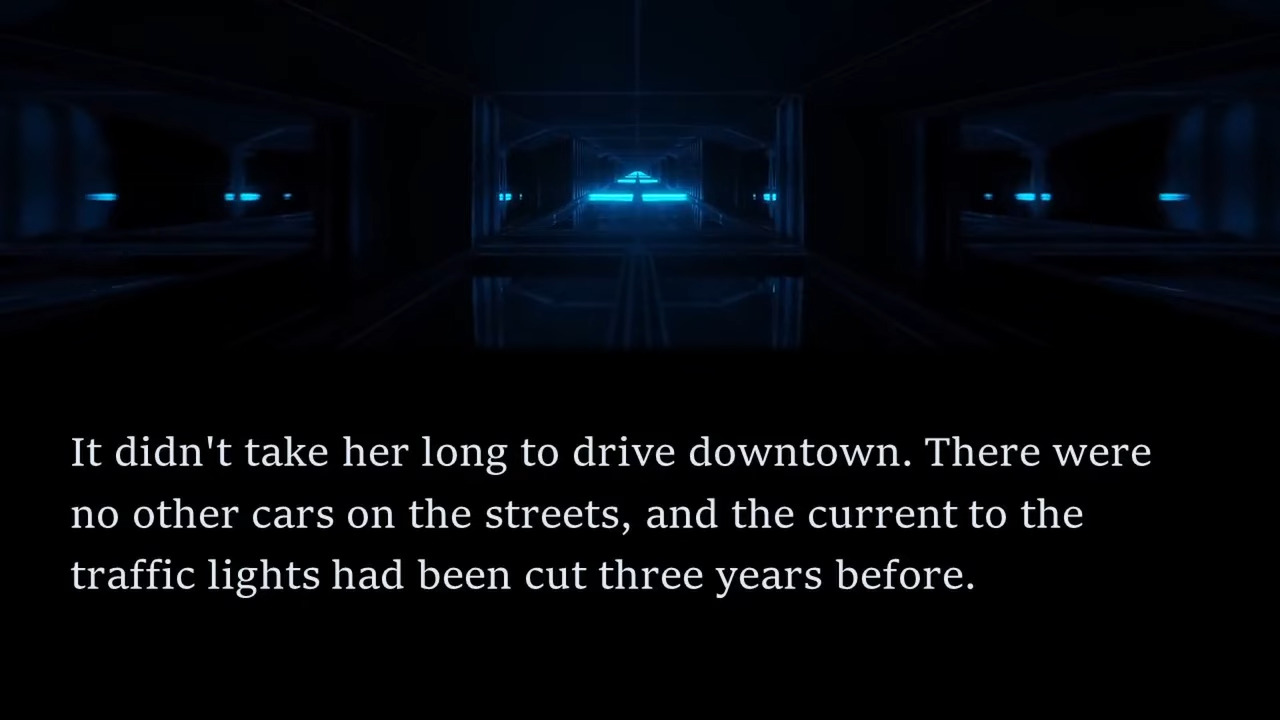 It didn't take her long to drive downtown. There were
no other cars on the streets, and the current to the
traffic lights had been cut three years before.